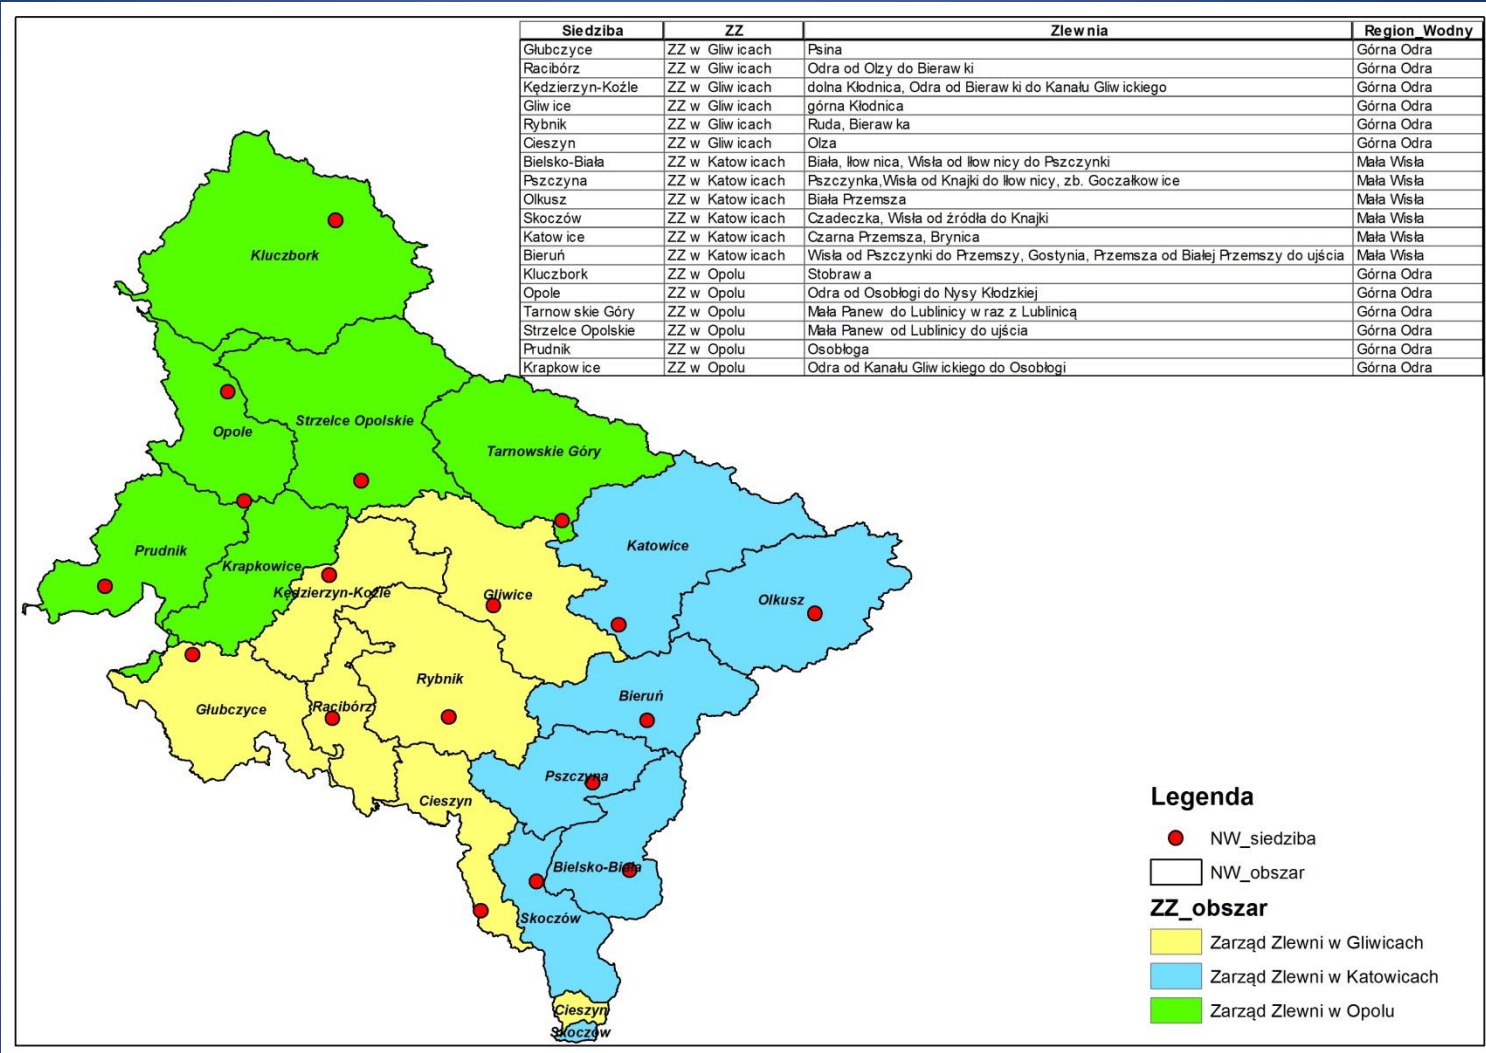 Siedziba ZZ Zlewnia Region_Wodny
Głubczyce ZZ w Gliwicach Psina Górna Odra
Racibórz ZZ w Gliwicach Odra od Olzy do Bierawki Górna Odra
Kędzierzyn-Koźle ZZ w Gliwicach dolna Kłodnica, Odra od Bierawki do Kanału Gliwickiego Górna Odra
Gliwice ZZ w Gliwicach górna Kłodnica Górna Odra
Rybnik ZZ w Gliwicach Ruda, Bierawka Górna Odra
Cieszyn ZZ w Gliwicach Olza Górna Odra
Bielsko-Biała ZZ w Katowicach Biała, Iłownica, Wisła od Iłownicy do Pszczynki Mała Wisła
Pszczyna ZZ w Katowicach Pszczynka,Wisła od Knajki do Iłownicy, zb. Goczałkowice Mała Wisła
Olkusz ZZ w Katowicach Biała Przemsza Mała Wisła
Skoczów ZZ w Katowicach Czadeczka, Wisła od źródła do Knajki Mała Wisła
Katowice ZZ w Katowicach Czarna Przemsza, Brynica Mała Wisła
Bieruń ZZ w Katowicach Wisła od Pszczynki do Przemszy, Gostynia, Przemsza od Białej Przemszy do ujścia Mała Wisła
Kluczbork ZZ w Opolu Stobrawa Górna Odra
Opole ZZ w Opolu Odra od Osobłogi do Nysy Kłodzkiej Górna Odra
Tarnowskie Góry ZZ w Opolu Mała Panew do Lublinicy wraz z Lublinicą Górna Odra
Strzelce Opolskie ZZ w Opolu Mała Panew od Lublinicy do ujścia Górna Odra
Prudnik ZZ w Opolu Osobłoga Górna Odra
Krapkowice ZZ w Opolu Odra od Kanału Gliwickiego do Osobłogi Górna Odra
Kluczbork
Strzelce Opolskie
Opole
Tarnowskie Góry
Katowice
Prudnik
Krapkowice
Kędzierzyn-Koźle
Gliwice
Olkusz
Rybnik
Bieruń
Racibórz
Głubczyce
Pszczyna
Cieszyn
Bielsko-Biała
Skoczów
Cieszyn
Skoczów
Legenda
NW_siedziba
NW_obszar
ZZ_obszar
Zarząd Zlewni w Gliwicach
Zarząd Zlewni w Katowicach
Zarząd Zlewni w Opolu